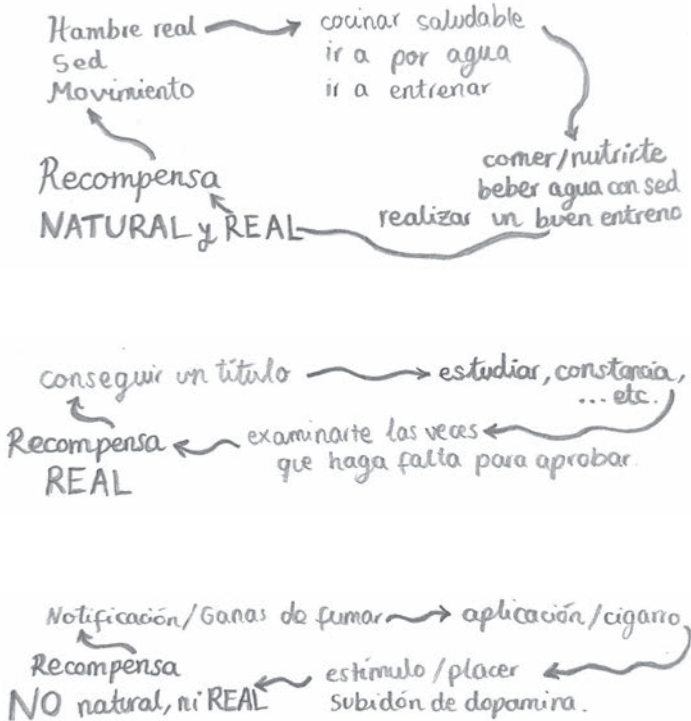 Hambre real
Sed
Movimiento
cocinar saludable
ir a por agua
ir a entrenar
comer/nutrirte
beber agua con sed
realizar un buen entreno
Recompensa
NATURAL y REAL
conseguir un título
estudiar, constancia,
... etc.
examinarte las veces
que haga falta para aprobar.
Recompensa
REAL
Notificación/Ganas de fumar
aplicación/cigarro
estímulo/placer
subidón de dopamina.
Recompensa
NO natural, ni REAL